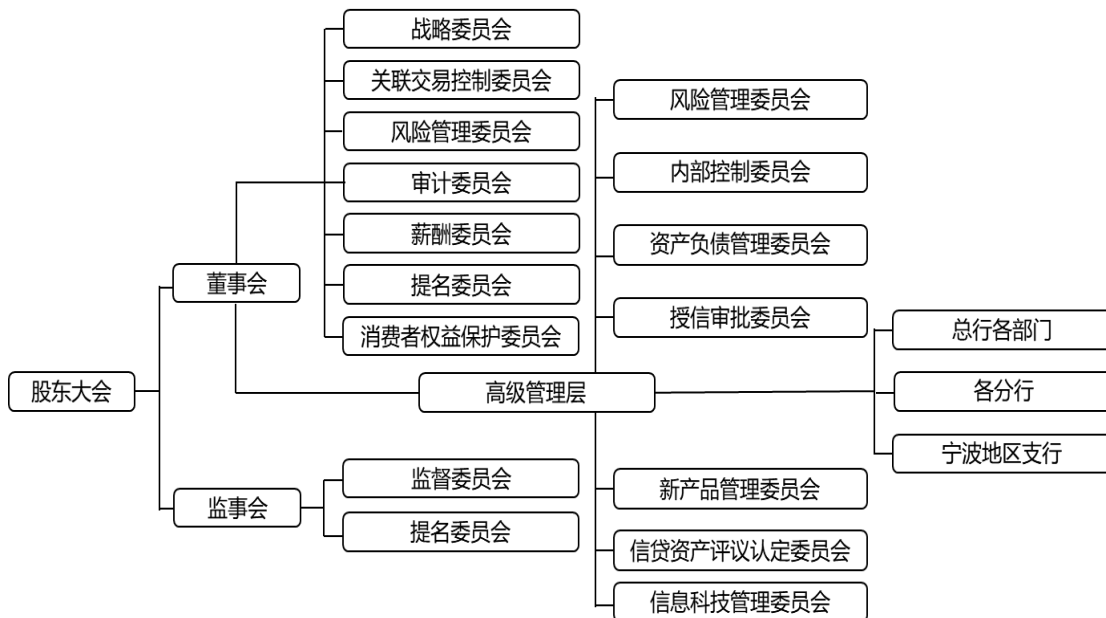 战略委员会
关联交易控制委员会
风险管理委员会
审计委员会
薪酬委员会
提名委员会
消费者权益保护委员会
风险管理委员会
内部控制委员会
资产负债管理委员会
授信审批委员会
董事会
股东大会
高级管理层
总行各部门
各分行
宁波地区支行
监事会
监督委员会
提名委员会
新产品管理委员会
信贷资产评议认定委员会
信息科技管理委员会